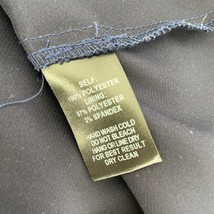 SELF:
100% POLYESTER
LINING:
97% POLYESTER
3% SPANDEX
HAND WASH COLD
DO NOT BLEACH
HANG OR LINE DRY
FOR BEST RESULT
DRY CLEAN